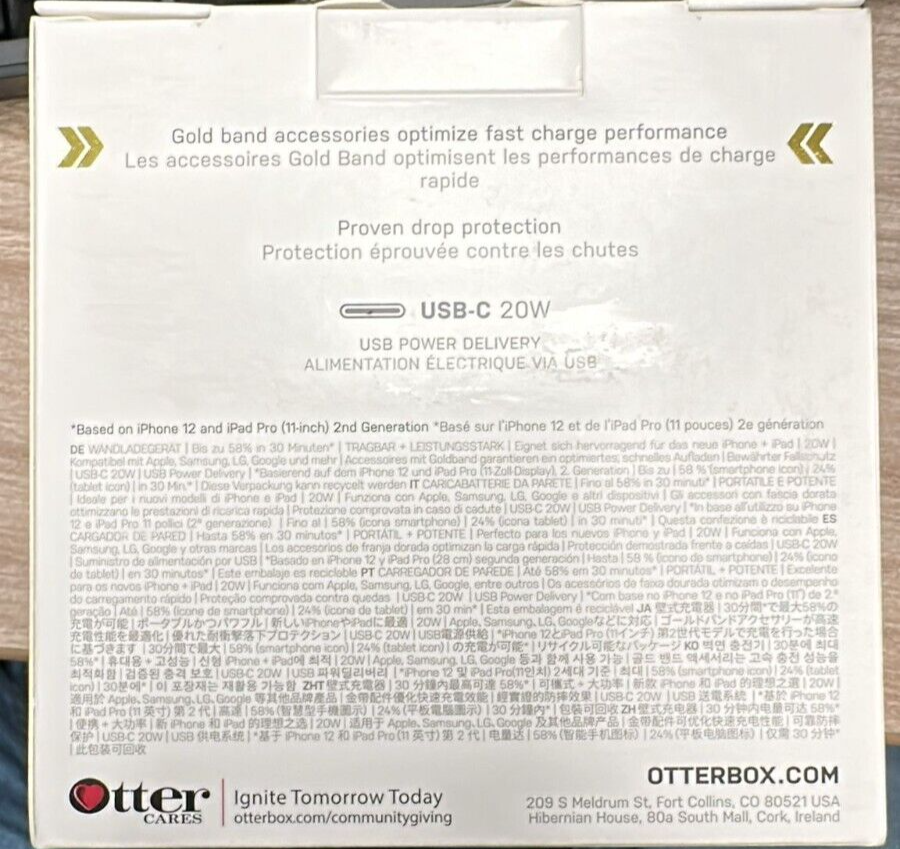 Gold band accessories optimize fast charge performance
Les accessoires Gold Band optimisent les performances de charge
rapide
Proven drop protection
Protection éprouvée contre les chutes
USB-C 20W
USB POWER DELIVERY
ALIMENTATION ÉLECTRIQUE VIA USB
*Based on iPhone 12 and iPad Pro (11-inch) 2nd Generation *Basé sur l'iPhone 12 et de l'iPad Pro (11 pouces) 2e génération
DE WANDLADEGERÄT | Bis zu 58% in 30 Minuten* | TRAGBAR + LEISTUNGSSTARK | Eignet sich hervorragend für das neue iPhone + iPad | 20W |
Kompatibel mit Apple, Samsung, LG, Google und mehr | Accessoires mit Goldband garantieren ein optimiertes, schnelles Aufladen | Bewährter Fallschutz
| USB-C 20W | USB Power Delivery | *Basierend auf dem iPhone 12 und iPad Pro (11-Zoll-Display), 2. Generation | Bis zu | 58 % (smartphone icon) | 24%
(tablet icon) | in 30 Min.* | Diese Verpackung kann recycelt werden IT CARICABATTERIE DA PARETE | Fino al 58% in 30 minuti* | PORTATILE E POTENTE
| Ideale per i nuovi modelli di iPhone e iPad | 20W | Funziona con Apple, Samsung, LG, Google e altri dispositivi | Gli accessori con fascia dorata
ottimizzano le prestazioni di ricarica rapida | Protezione comprovata in caso di cadute | USB-C 20W | USB Power Delivery | *In base all'utilizzo su iPhone
12 e iPad Pro 11 pollici (2ª generazione) | Fino al | 58% (icona smartphone) | 24% (icona tablet) | in 30 minuti* | Questa confezione è riciclabile ES
CARGADOR DE PARED | Hasta 58% en 30 minutos* | PORTÁTIL + POTENTE | Perfecto para los nuevos iPhone y iPad | 20W | Funciona con Apple,
Samsung, LG, Google y otras marcas | Los accesorios de franja dorada optimizan la carga rápida | Protección demostrada frente a caídas | USB-C 20W
| Suministro de alimentación por USB | *Basado en iPhone 12 y iPad Pro (28 cm) segunda generación | Hasta | 58 % (icono de smartphone) | 24% (icono
de tablet) | en 30 minutos* | Este embalaje es reciclable PT CARREGADOR DE PAREDE | Até 58% em 30 minutos* | PORTÁTIL + POTENTE | Excelente
para os novos iPhone + iPad | 20W | Funciona com Apple, Samsung, LG, Google, entre outros | Os acessórios de faixa dourada otimizam o desempenho
do carregamento rápido | Proteção comprovada contra quedas | USB-C 20W | USB Power Delivery | *Com base no iPhone 12 e no iPad Pro (11") de 2.ª
geração | Até | 58% (ícone de smartphone) | 24% (ícone de tablet) | em 30 min* | Esta embalagem é reciclável JA 壁式充電器 | 30分間*で最大58%の
充電が可能 | ポータブルかつパワフル | 新しいiPhoneやiPadに最適 | 20W | Apple、Samsung、LG、Googleなどに対応 | ゴールドバンドアクセサリーが高速
充電性能を最適化 | 優れた耐衝撃落下プロテクション | USB-C 20W | USB電源供給 | *iPhone 12とiPad Pro (11インチ) 第2世代モデルで充電を行った場合
に基づきます | 30分間で最大 | 58% (smartphone icon) | 24% (tablet icon) | の充電が可能* | リサイクル可能なパッケージ KO 벽면 충전기 | 30분에 최대
58%* | 휴대용 + 고성능 | 신형 iPhone + iPad에 최적 | 20W | Apple, Samsung, LG, Google 등과 함께 사용 가능 | 골드 밴드 액세서리는 고속 충전 성능을
최적화함 | 검증된 충격 보호 | USB-C 20W | USB 파워딜리버리 | *iPhone 12 및 iPad Pro(11인치) 2세대 기준 | 최대 | 58% (smartphone icon) | 24% (tablet
icon) | 30분에* | 이 포장재는 재활용 가능함 ZHT 壁式充電器 | 30 分鐘內最高可達 58%* | 可攜式 + 大功率 | 新款 iPhone 和 iPad 的理想之選 | 20W |
適用於 Apple、Samsung、LG、Google 等其他品牌產品 | 金帶配件優化快速充電效能 | 經實證的防摔效果 | USB-C 20W | USB 送電系統 | *基於 iPhone 12
和 iPad Pro (11 英寸) 第 2 代 | 高達 | 58% (智慧型手機圖示) | 24% (平板電腦圖示) | 30 分鐘內* | 包裝可回收 ZH 壁式充电器 | 30 分钟内电量可达 58%*
| 便携 + 大功率 | 新 iPhone 和 iPad 的理想之选 | 20W | 适用于 Apple、Samsung、LG、Google 及其他品牌产品 | 金带配件可优化快速充电性能 | 可靠防摔
保护 | USB-C 20W | USB 供电系统 | *基于 iPhone 12 和 iPad Pro (11 英寸) 第 2 代 | 电量达 | 58% (智能手机图标) | 24% (平板电脑图标) | 仅需 30 分钟*
| 此包装可回收
Otter
CARES
Ignite Tomorrow Today
otterbox.com/communitygiving
OTTERBOX.COM
209 S Meldrum St, Fort Collins, CO 80521 USA
Hibernian House, 80a South Mall, Cork, Ireland